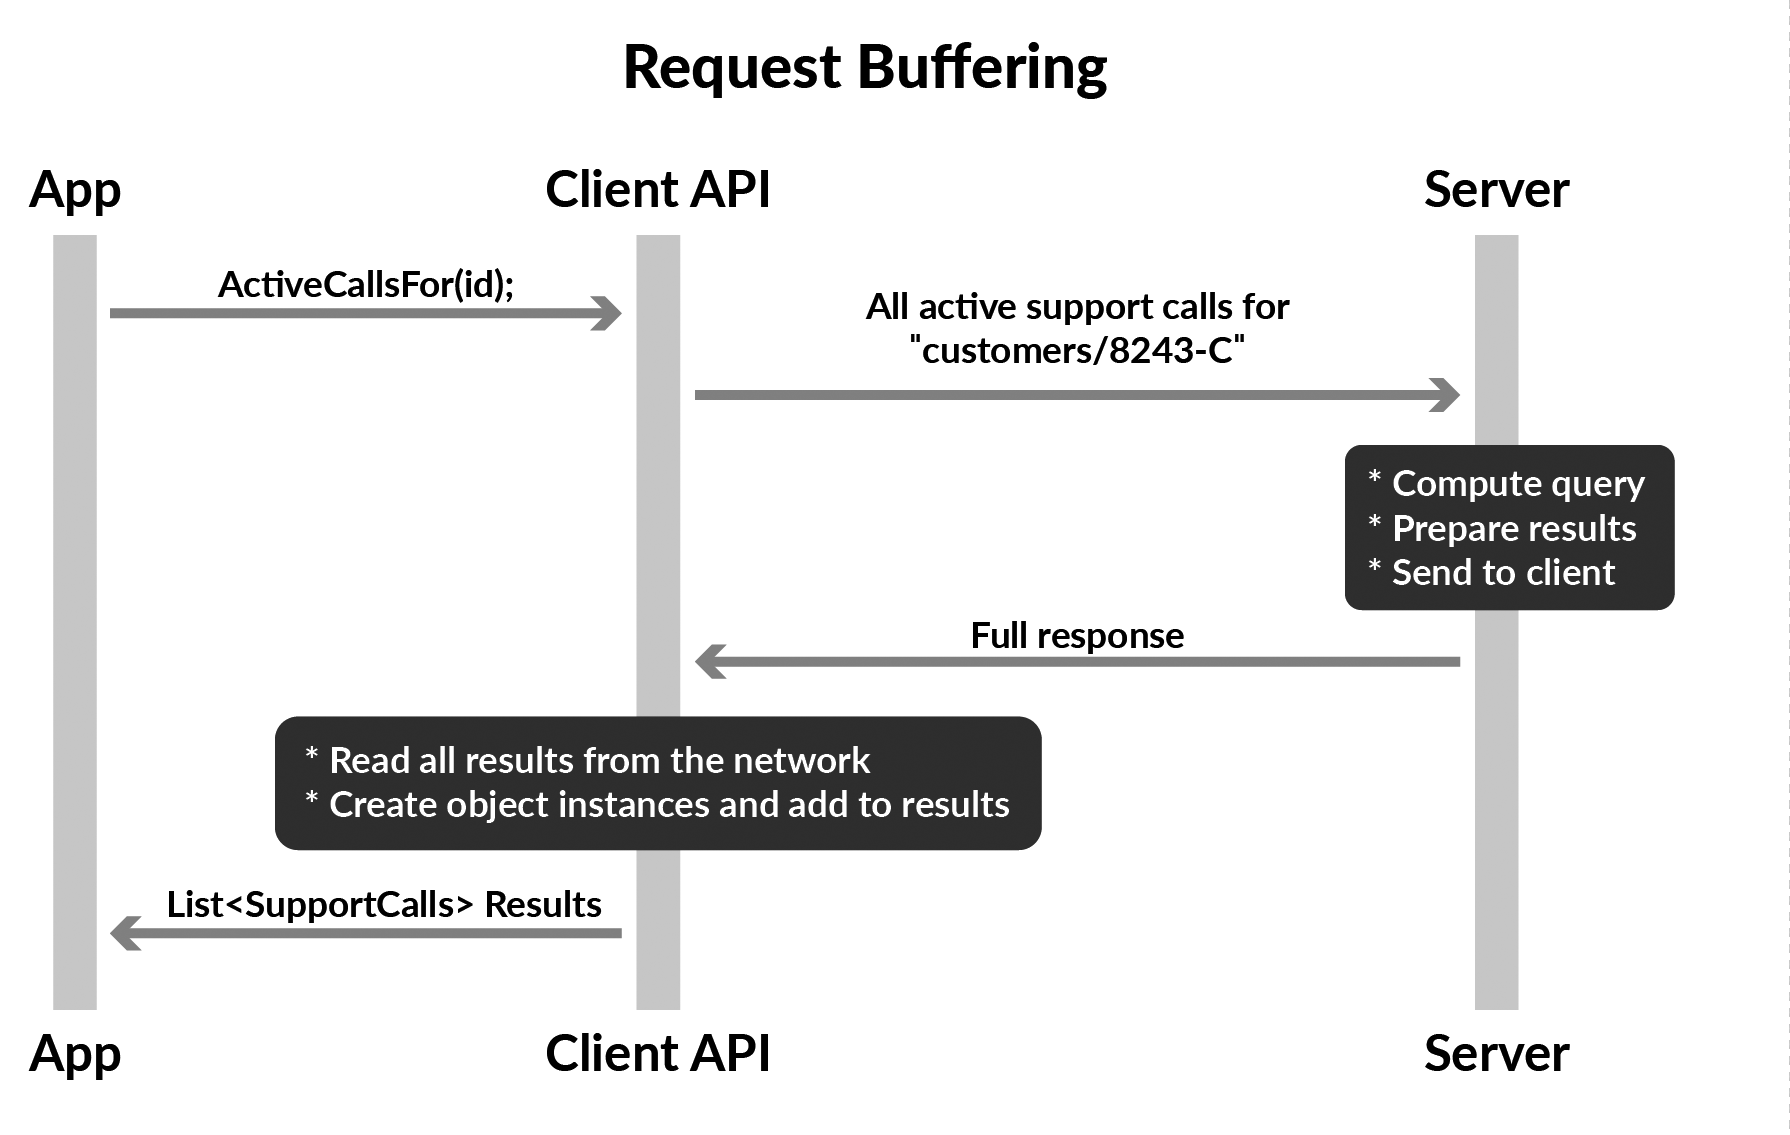 Request Buffering
App
Client API
Server
ActiveCallsFor(id);
All active support calls for
"customers/8243-C"
* Compute query
* Prepare results
* Send to client
Full response
* Read all results from the network
* Create object instances and add to results
List<SupportCalls> Results
App
Client API
Server